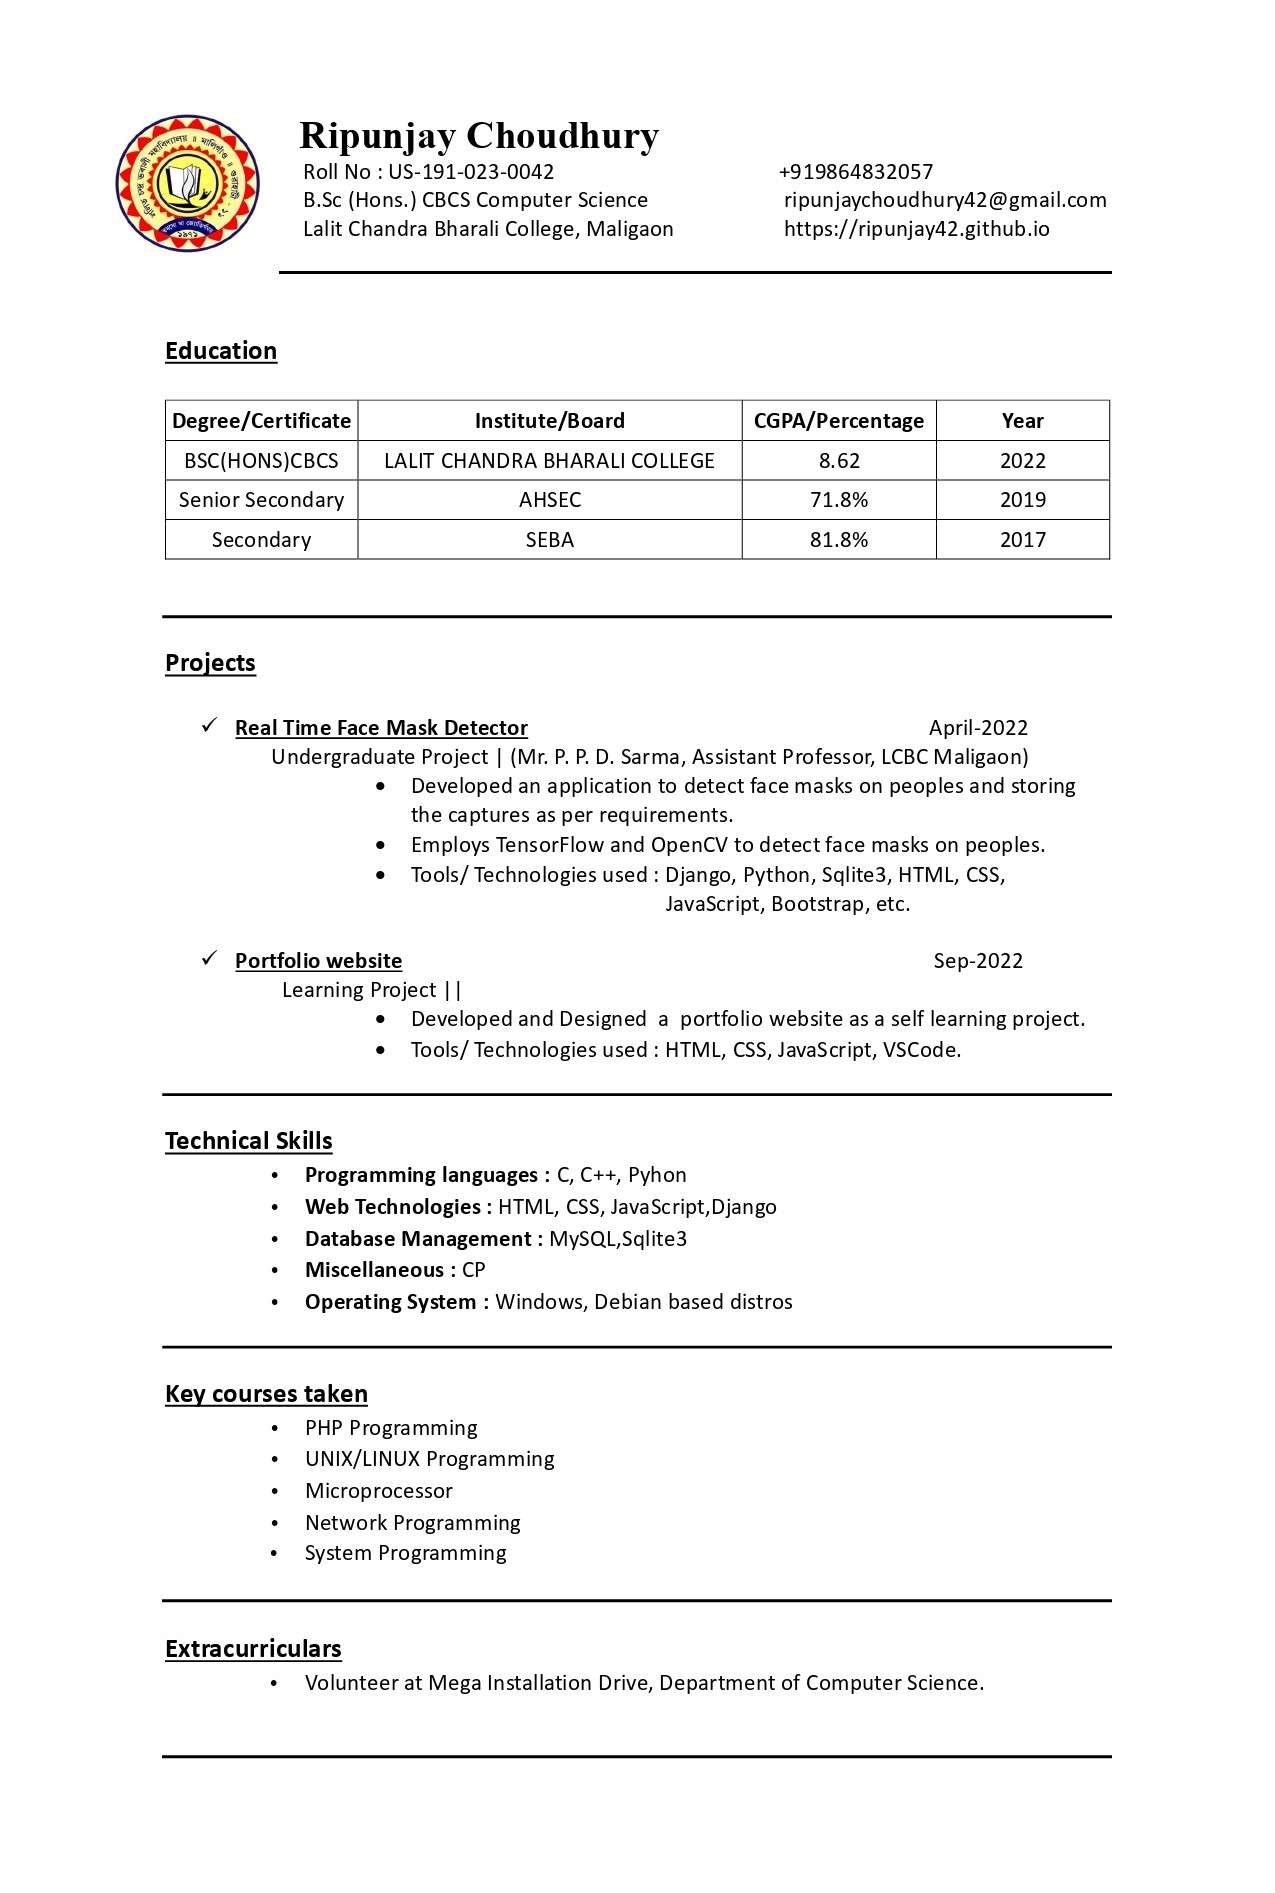 লালিত চন্দ্ৰ ভৰালী মহাবিদ্যালয় ॥ মালিগাঁও ॥ গুৱাহাটী - ১১
তমসো মা জ্যোতিৰ্গময়
১৯৭১
Ripunjay Choudhury
Roll No : US-191-023-0042 +919864832057
B.Sc (Hons.) CBCS Computer Science ripunjaychoudhury42@gmail.com
Lalit Chandra Bharali College, Maligaon https://ripunjay42.github.io
Education
Degree/Certificate Institute/Board CGPA/Percentage Year
BSC(HONS)CBCS LALIT CHANDRA BHARALI COLLEGE 8.62 2022
Senior Secondary AHSEC 71.8% 2019
Secondary SEBA 81.8% 2017
Projects
✓ Real Time Face Mask Detector April-2022
Undergraduate Project | (Mr. P. P. D. Sarma, Assistant Professor, LCBC Maligaon)
• Developed an application to detect face masks on peoples and storing
the captures as per requirements.
• Employs TensorFlow and OpenCV to detect face masks on peoples.
• Tools/ Technologies used : Django, Python, Sqlite3, HTML, CSS,
JavaScript, Bootstrap, etc.
✓ Portfolio website Sep-2022
Learning Project ||
• Developed and Designed a portfolio website as a self learning project.
• Tools/ Technologies used : HTML, CSS, JavaScript, VSCode.
Technical Skills
• Programming languages : C, C++, Pyhon
• Web Technologies : HTML, CSS, JavaScript,Django
• Database Management : MySQL,Sqlite3
• Miscellaneous : CP
• Operating System : Windows, Debian based distros
Key courses taken
• PHP Programming
• UNIX/LINUX Programming
• Microprocessor
• Network Programming
• System Programming
Extracurriculars
• Volunteer at Mega Installation Drive, Department of Computer Science.